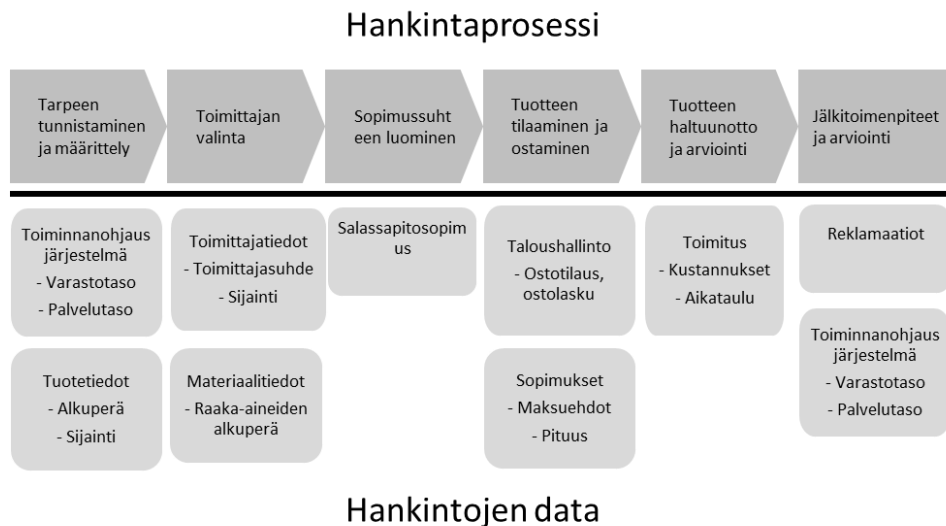 Hankintaprosessi
Tarpeen
tunnistaminen
ja määrittely
Toimittajan
valinta
Sopimussuht
een luominen
Tuotteen
tilaaminen ja
ostaminen
Tuotteen
haltuunotto
ja arviointi
Jälkitoimenpiteet
ja arviointi
Toiminnanohjaus
järjestelmä
- Varastotaso
- Palvelutaso
Toimittajatiedot
- Toimittajasuhde
- Sijainti
Salassapitosopim
us
Taloushallinto
- Ostotilaus,
ostolasku
Toimitus
- Kustannukset
- Aikataulu
Reklamaatiot
Tuotetiedot
- Alkuperä
- Sijainti
Materiaalitiedot
- Raaka-aineiden
alkuperä
Sopimukset
- Maksuehdot
- Pituus
Toiminnanohjaus
järjestelmä
- Varastotaso
- Palvelutaso
Hankintojen data